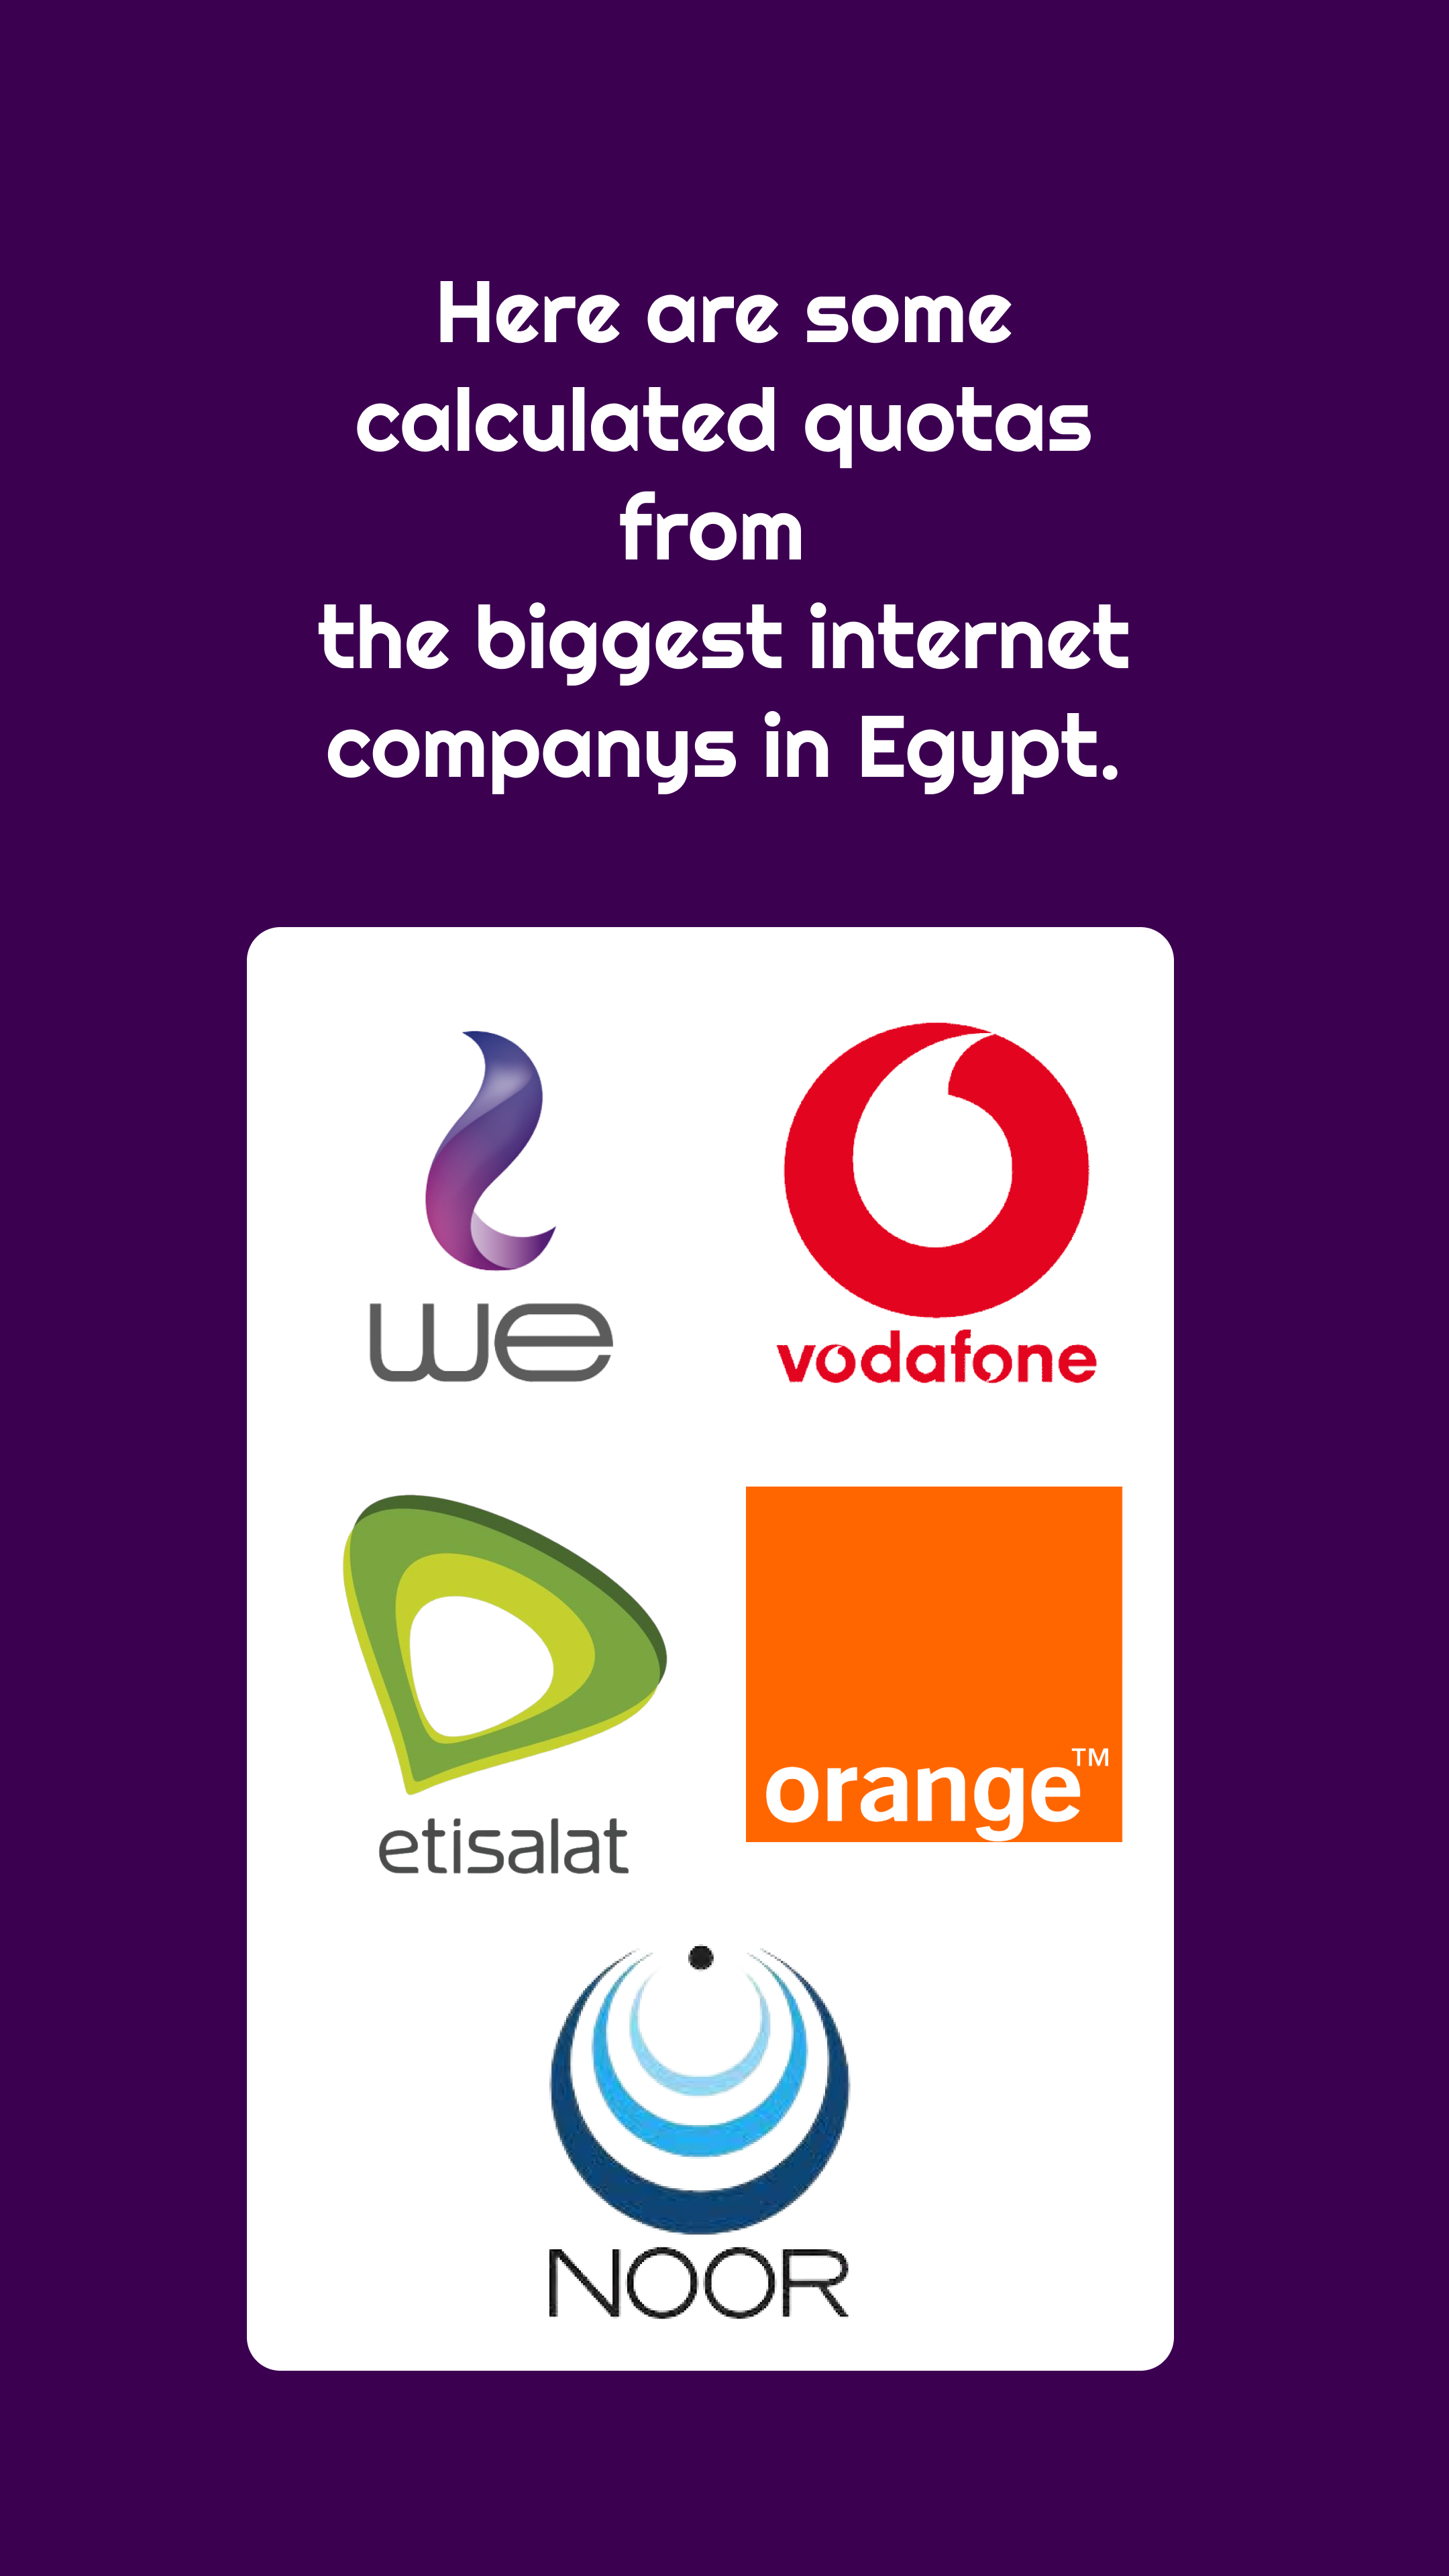 Here are some
calculated quotas
from
the biggest internet
companys in Egypt.
we
vodafone
etisalat
orange™
NOOR